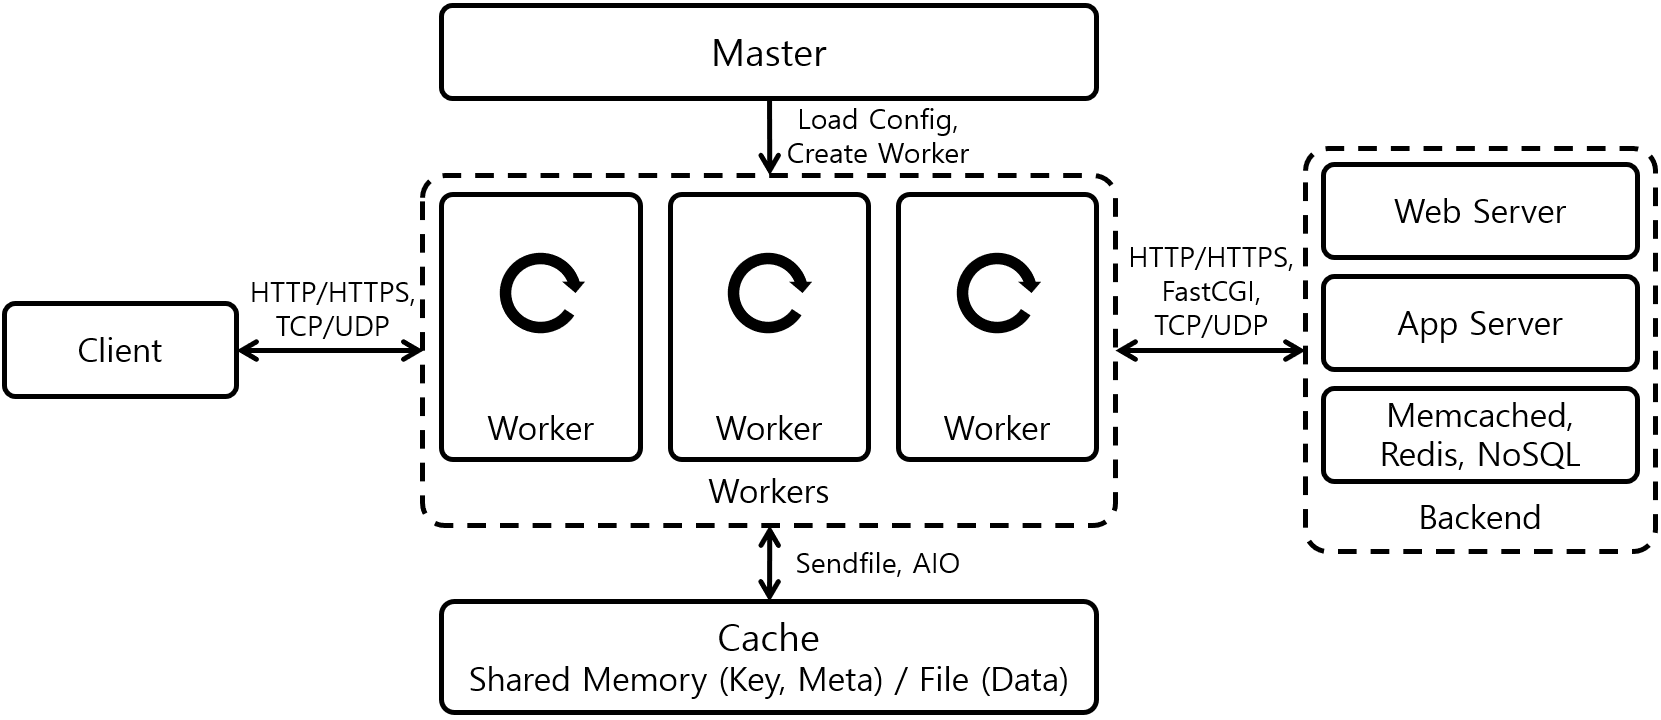 Master
Load Config,
Create Worker
Client
HTTP/HTTPS,
TCP/UDP
Worker
Worker
Worker
Workers
HTTP/HTTPS,
FastCGI,
TCP/UDP
Web Server
App Server
Memcached,
Redis, NoSQL
Backend
Sendfile, AIO
Cache
Shared Memory (Key, Meta) / File (Data)